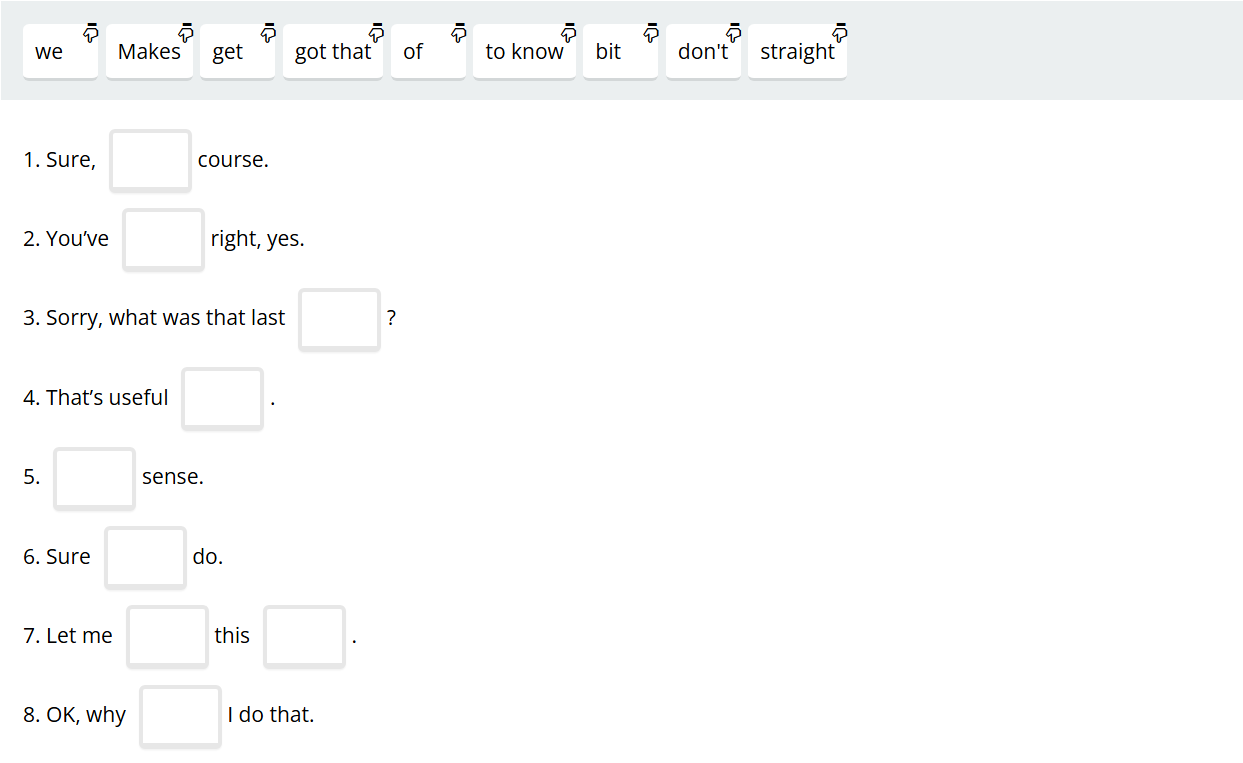 we Makes get got that of to know bit don't straight
1. Sure, course.
2. You’ve right, yes.
3. Sorry, what was that last ?
4. That’s useful .
5. sense.
6. Sure do.
7. Let me this .
8. OK, why I do that.